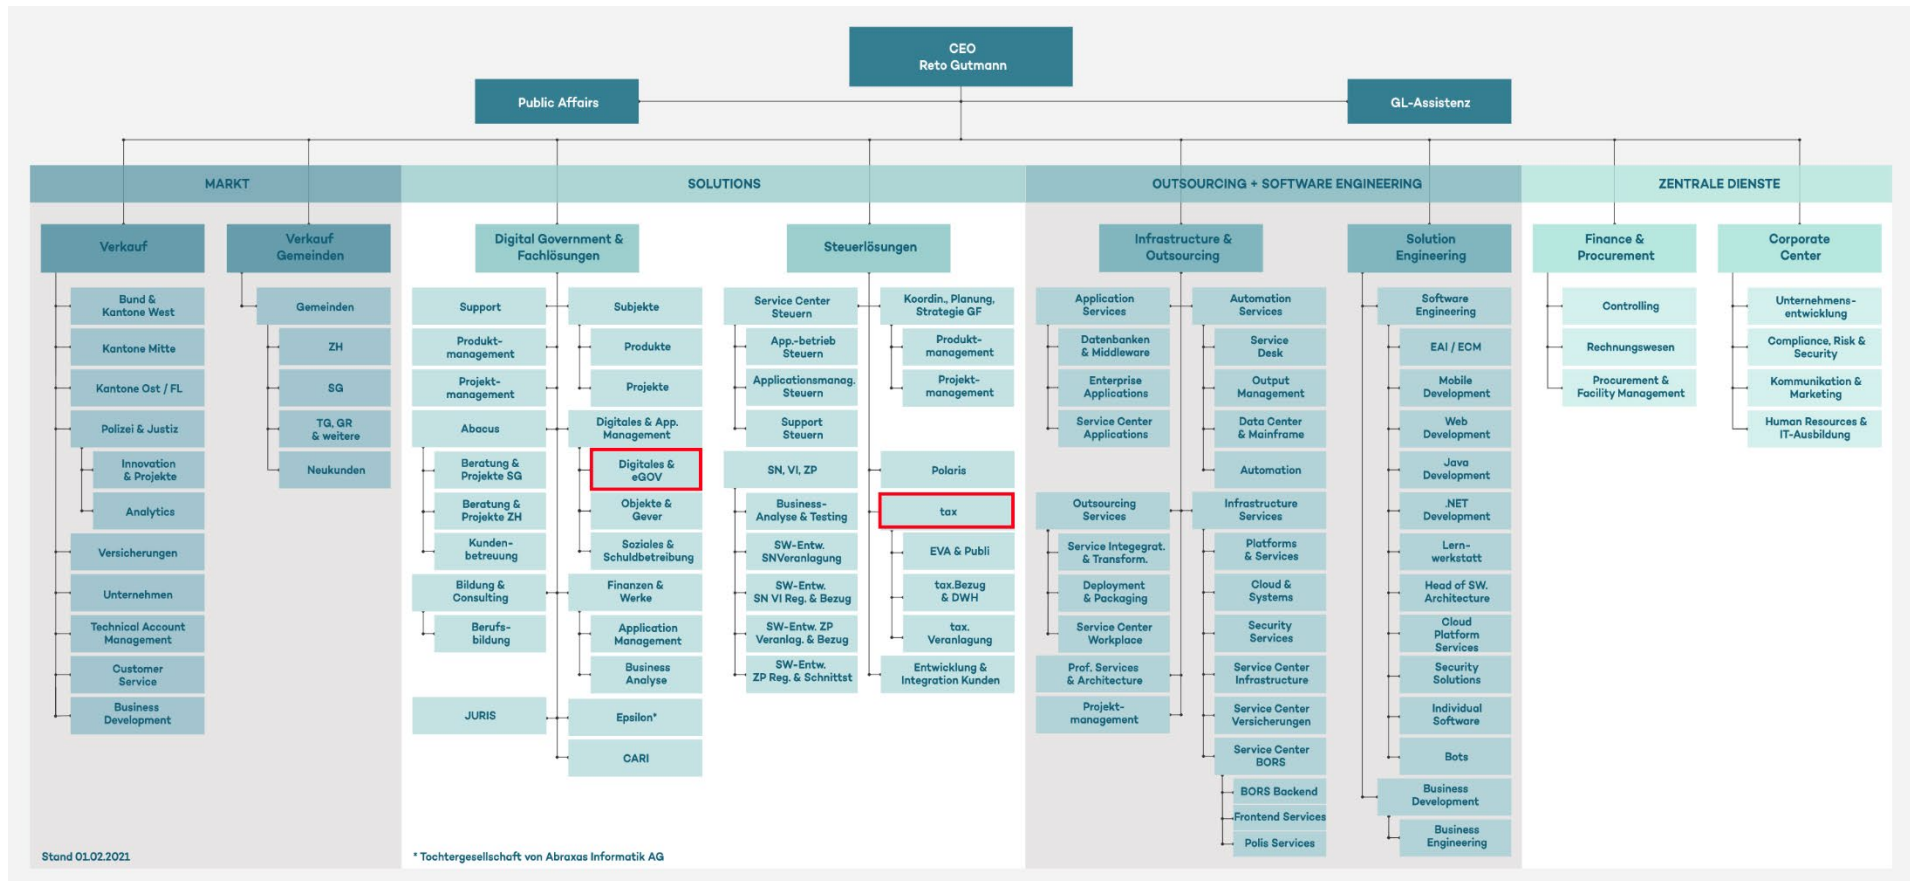 CEO
Reto Gutmann
Public Affairs
GL-Assistenz
MARKT
SOLUTIONS
OUTSOURCING + SOFTWARE ENGINEERING
ZENTRALE DIENSTE
Verkauf
Bund &
Kantone West
Kantone Mitte
Kantone Ost / FL
Polizei & Justiz
Innovation
& Projekte
Analytics
Versicherungen
Unternehmen
Technical Account
Management
Customer
Service
Business
Development
Verkauf
Gemeinden
Gemeinden
ZH
SG
TG, GR
& weitere
Neukunden
Digital Government &
Fachlösungen
Support
Produkt-
management
Projekt-
management
Abacus
Beratung &
Projekte SG
Beratung &
Projekte ZH
Kunden-
betreuung
Bildung &
Consulting
Berufs-
bildung
JURIS
Subjekte
Produkte
Projekte
Digitales & App.
Management
Digitales &
eGOV
Objekte &
Gever
Soziales &
Schuldbetreibung
Finanzen &
Werke
Application
Management
Business
Analyse
Epsilon*
CARI
Steuerlösungen
Service Center
Steuern
App.-betrieb
Steuern
Applicationsmanag.
Steuern
Support
Steuern
SN, VI, ZP
Business-
Analyse & Testing
SW-Entw.
SNVeranlagung
SW-Entw.
SN VI Reg. & Bezug
SW-Entw. ZP
Veranlag. & Bezug
SW-Entw.
ZP Reg. & Schnittst
Koordin., Planung,
Strategie GF
Produkt-
management
Projekt-
management
Polaris
tax
EVA & Publi
tax.Bezug
& DWH
tax.
Veranlagung
Entwicklung &
Integration Kunden
Infrastructure &
Outsourcing
Application
Services
Datenbanken
& Middleware
Enterprise
Applications
Service Center
Applications
Outsourcing
Services
Service Integegrat.
& Transform.
Deployment
& Packaging
Service Center
Workplace
Prof. Services
& Architecture
Projekt-
management
Automation
Services
Service
Desk
Output
Management
Data Center
& Mainframe
Automation
Infrastructure
Services
Platforms
& Services
Cloud &
Systems
Security
Services
Service Center
Infrastructure
Service Center
Versicherungen
Service Center
BORS
BORS Backend
Frontend Services
Polis Services
Solution
Engineering
Software
Engineering
EAI / ECM
Mobile
Development
Web
Development
Java
Development
.NET
Development
Lern-
werkstatt
Head of SW.
Architecture
Cloud
Platform
Services
Security
Solutions
Individual
Software
Bots
Business
Development
Business
Engineering
Finance &
Procurement
Controlling
Rechnungswesen
Procurement &
Facility Management
Corporate
Center
Unternehmens-
entwicklung
Compliance, Risk &
Security
Kommunikation &
Marketing
Human Resources &
IT-Ausbildung
Stand 01.02.2021
* Tochtergesellschaft von Abraxas Informatik AG